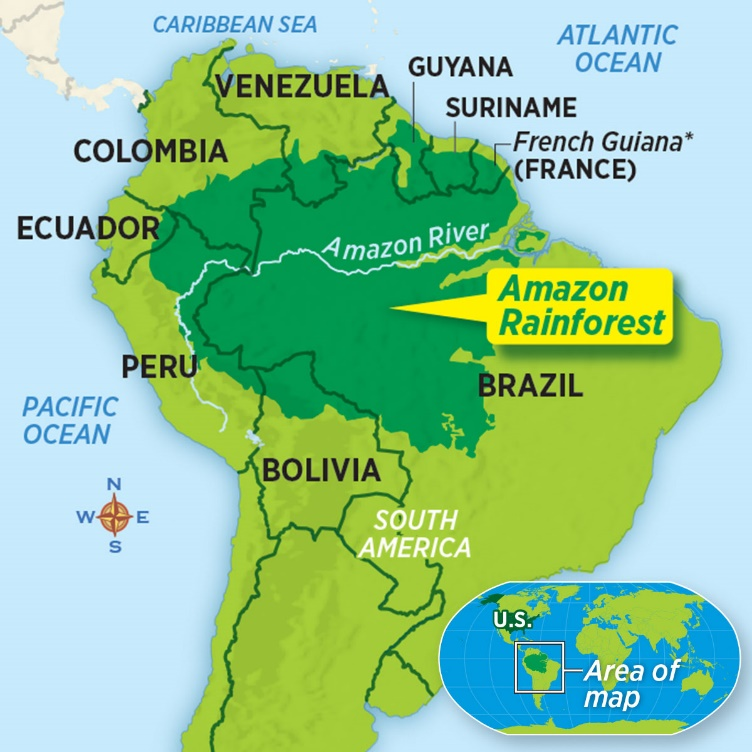 CARIBBEAN SEA
ATLANTIC
OCEAN
GUYANA
VENEZUELA
SURINAME
French Guiana*
(FRANCE)
COLOMBIA
ECUADOR
Amazon River
Amazon
Rainforest
PERU
BRAZIL
PACIFIC
OCEAN
BOLIVIA
N
W E
S
SOUTH
AMERICA
U.S.
Area of
map